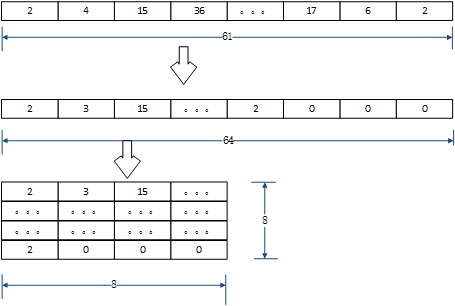 2 4 15 36 。。。 17 6 2
61
2 3 15 。。。 2 0 0 0
64
2 3 15 。。。
。。。 。。。 。。。 。。。
。。。 。。。 。。。 。。。
2 0 0 0
8
8